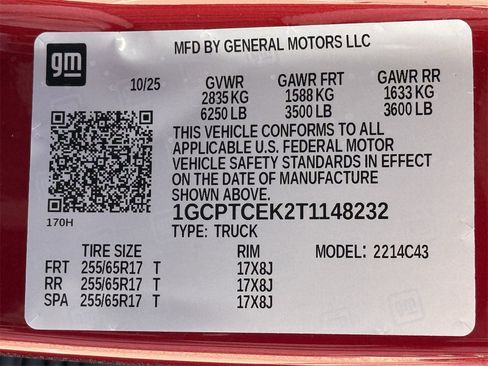 gm
MFD BY GENERAL MOTORS LLC
10/25 GVWR GAWR FRT GAWR RR
2835 KG 1588 KG 1633 KG
6250 LB 3500 LB 3600 LB
THIS VEHICLE CONFORMS TO ALL
APPLICABLE U.S. FEDERAL MOTOR
VEHICLE SAFETY STANDARDS IN EFFECT
ON THE DATE OF MANUFACTURE
SHOWN ABOVE.
170H
1GCPTCEK2T1148232
TYPE: TRUCK
TIRE SIZE RIM MODEL: 2214C43
FRT 255/65R17 T 17X8J
RR 255/65R17 T 17X8J
SPA 255/65R17 T 17X8J